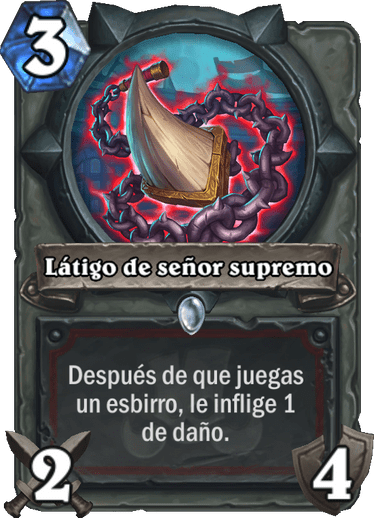 3
Látigo de señor supremo
Después de que juegas
un esbirro, le inflige 1
de daño.
2
4